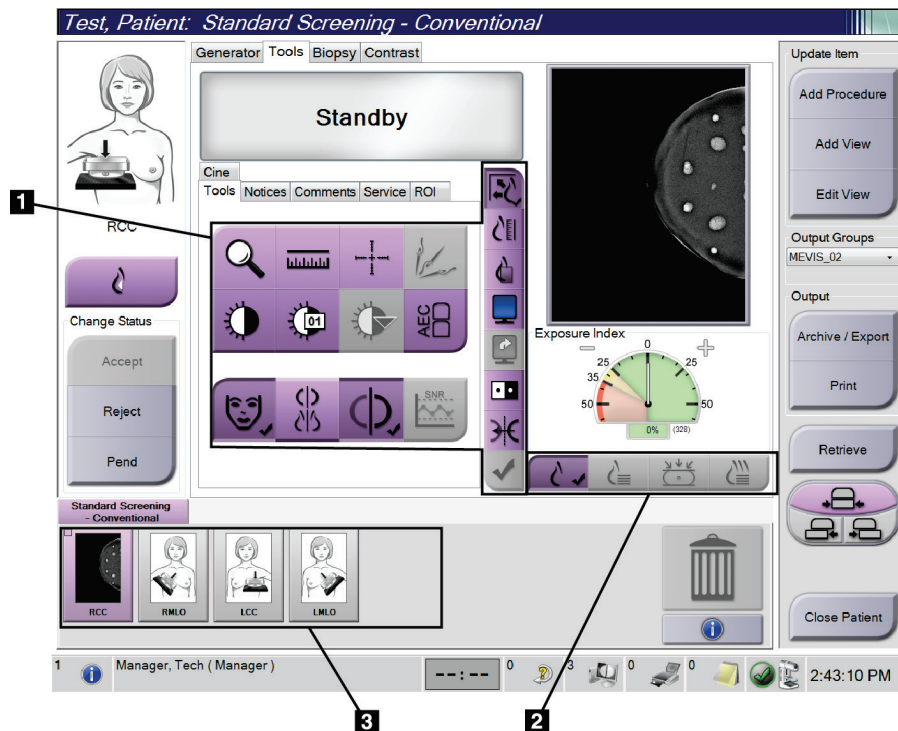 Test, Patient:  Standard Screening - Conventional
Generator Tools Biopsy Contrast
Standby
Cine
Tools Notices Comments Service ROI
1
RCC
01
AEC
SNR
Change Status
Accept
Reject
Pend
Exposure Index
0
25 25
35
50 50
0% (328)
Update Item
Add Procedure
Add View
Edit View
Output Groups
MEVIS_02
Output
Archive / Export
Print
Retrieve
Close Patient
Standard Screening
- Conventional
RCC RMLO LCC LMLO
1 Manager, Tech ( Manager ) --:-- 0 3 0 0 2:43:10 PM
3 2